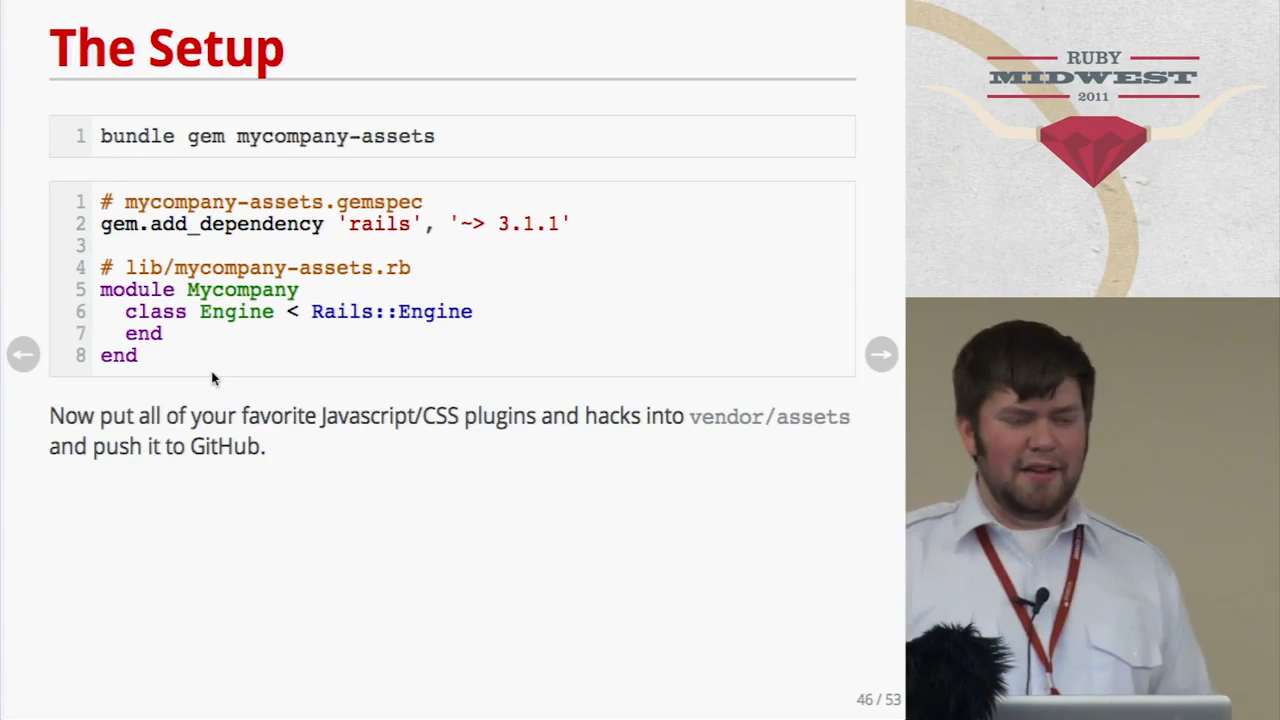 The Setup
1 bundle gem mycompany-assets
1 # mycompany-assets.gemspec
2 gem.add_dependency 'rails', '~> 3.1.1'
3
4 # lib/mycompany-assets.rb
5 module Mycompany
6 class Engine < Rails::Engine
7 end
8 end
Now put all of your favorite Javascript/CSS plugins and hacks into vendor/assets
and push it to GitHub.
46 / 53
RUBY
MIDWEST
2011